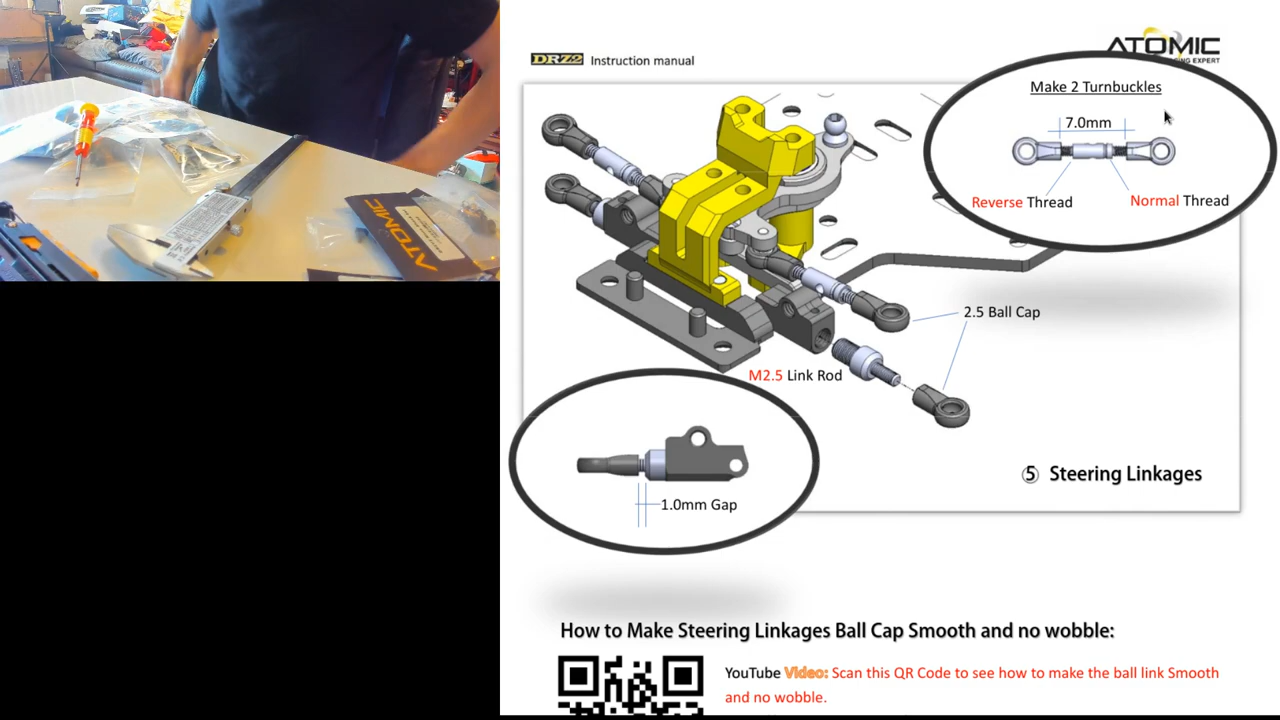 DRZ2 Instruction manual
ATOMIC
Make 2 Turnbuckles
7.0mm
Reverse Thread
Normal Thread
2.5 Ball Cap
M2.5 Link Rod
1.0mm Gap
⑤ Steering Linkages
How to Make Steering Linkages Ball Cap Smooth and no wobble:
YouTube Video: Scan this QR Code to see how to make the ball link Smooth
and no wobble.
ATOMIC